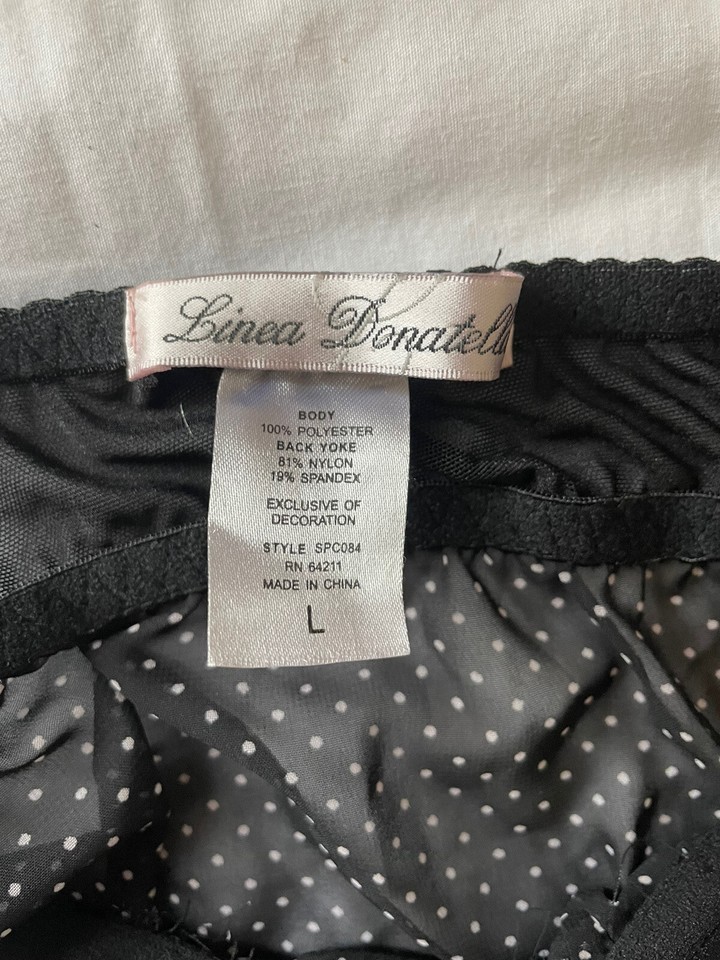 Linea Donatelli
BODY
100% POLYESTER
BACK YOKE
81% NYLON
19% SPANDEX
EXCLUSIVE OF
DECORATION
STYLE SPC084
RN 64211
MADE IN CHINA
L